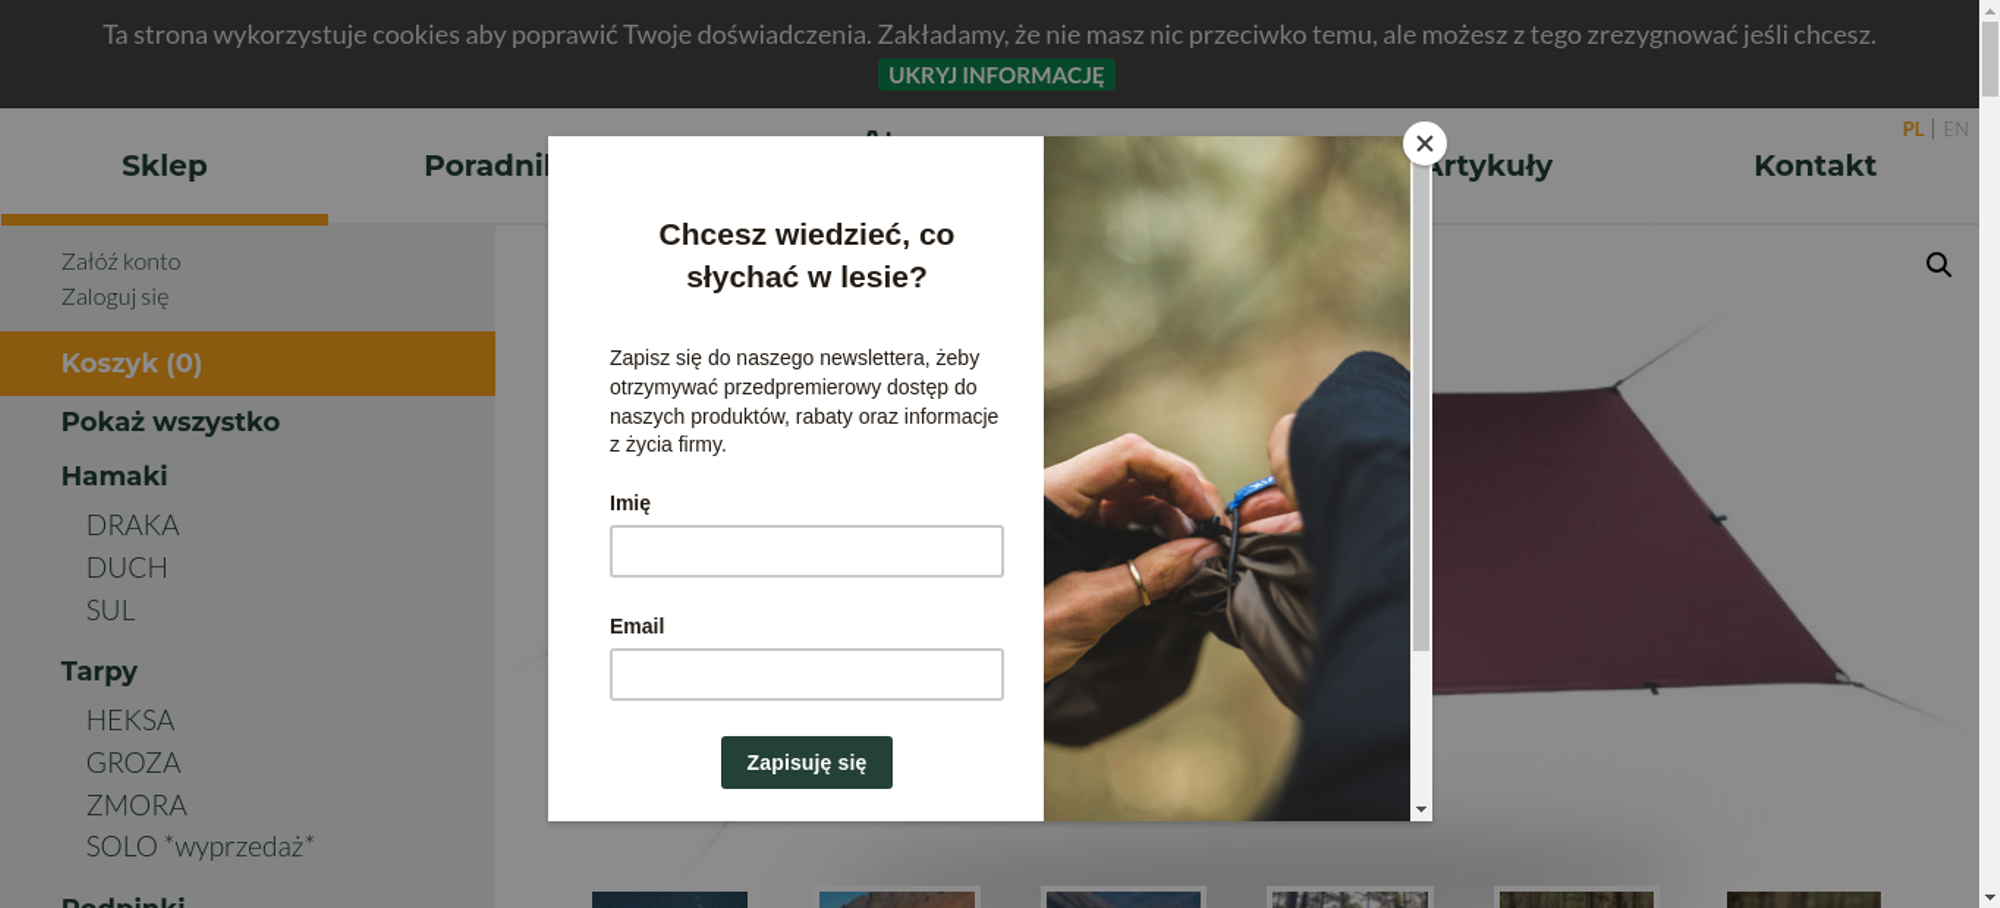 Ta strona wykorzystuje cookies aby poprawić Twoje doświadczenia. Zakładamy, że nie masz nic przeciwko temu, ale możesz z tego zrezygnować jeśli chcesz.
UKRYJ INFORMACJĘ
PL | EN
Sklep
Kontakt
Załóż konto
Zaloguj się
Koszyk (0)
Pokaż wszystko
Hamaki
DRAKA
DUCH
SUL
Tarpy
HEKSA
GROZA
ZMORA
SOLO *wyprzedaż*
Chcesz wiedzieć, co
słychać w lesie?
Zapisz się do naszego newslettera, żeby
otrzymywać przedpremierowy dostęp do
naszych produktów, rabaty oraz informacje
z życia firmy.
Imię
Email
Zapisuję się